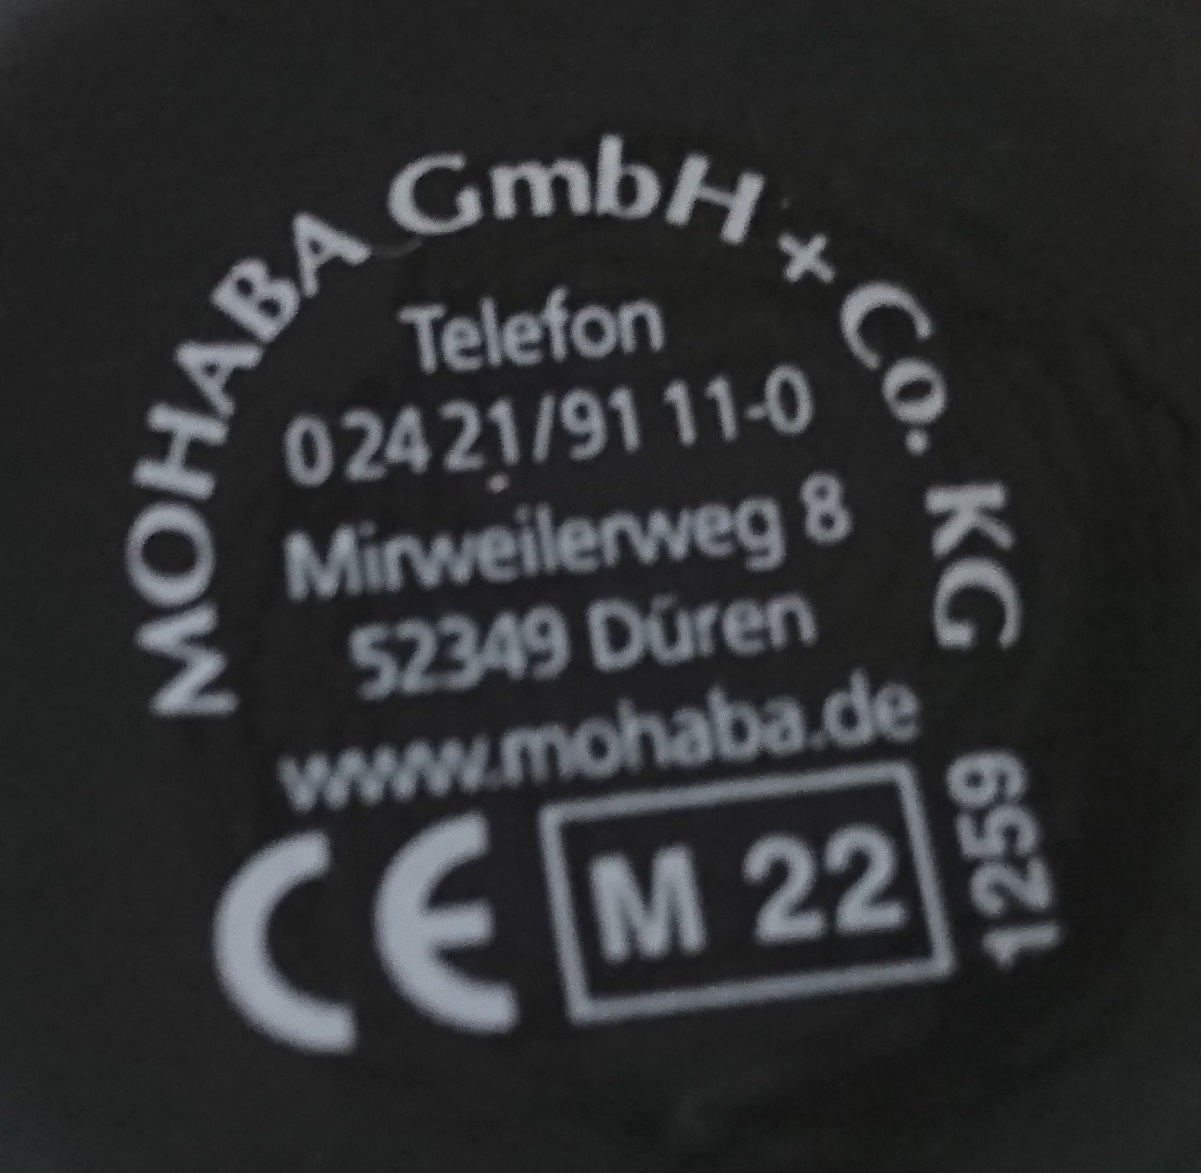 MOHABA GmbH + Co. KG
Telefon
0 24 21/91 11-0
Mirweilerweg 8
52349 Düren
www.mohaba.de
CE M 22 1259